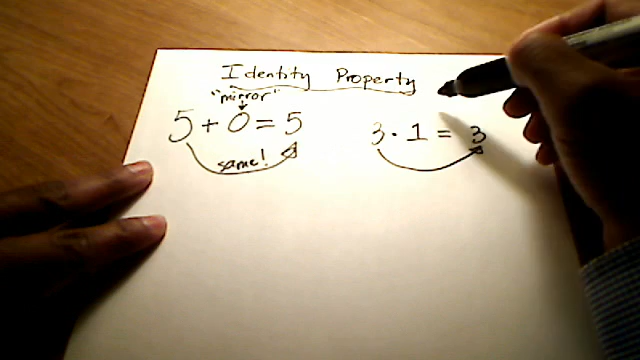 Identity Property
"mirror"
5 + 0 = 5
same!
3 · 1 = 3